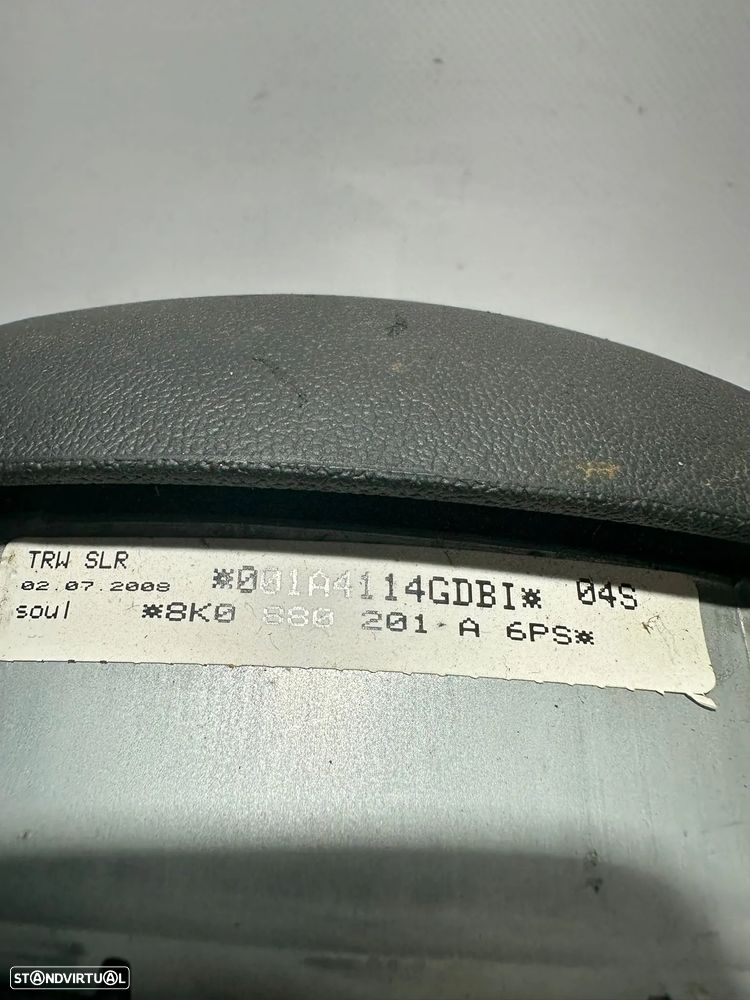 TRW SLR
02.07.2008 *001A4114GDBI* 04S
soul *8K0 880 201 A 6PS*
STANDVIRTUAL